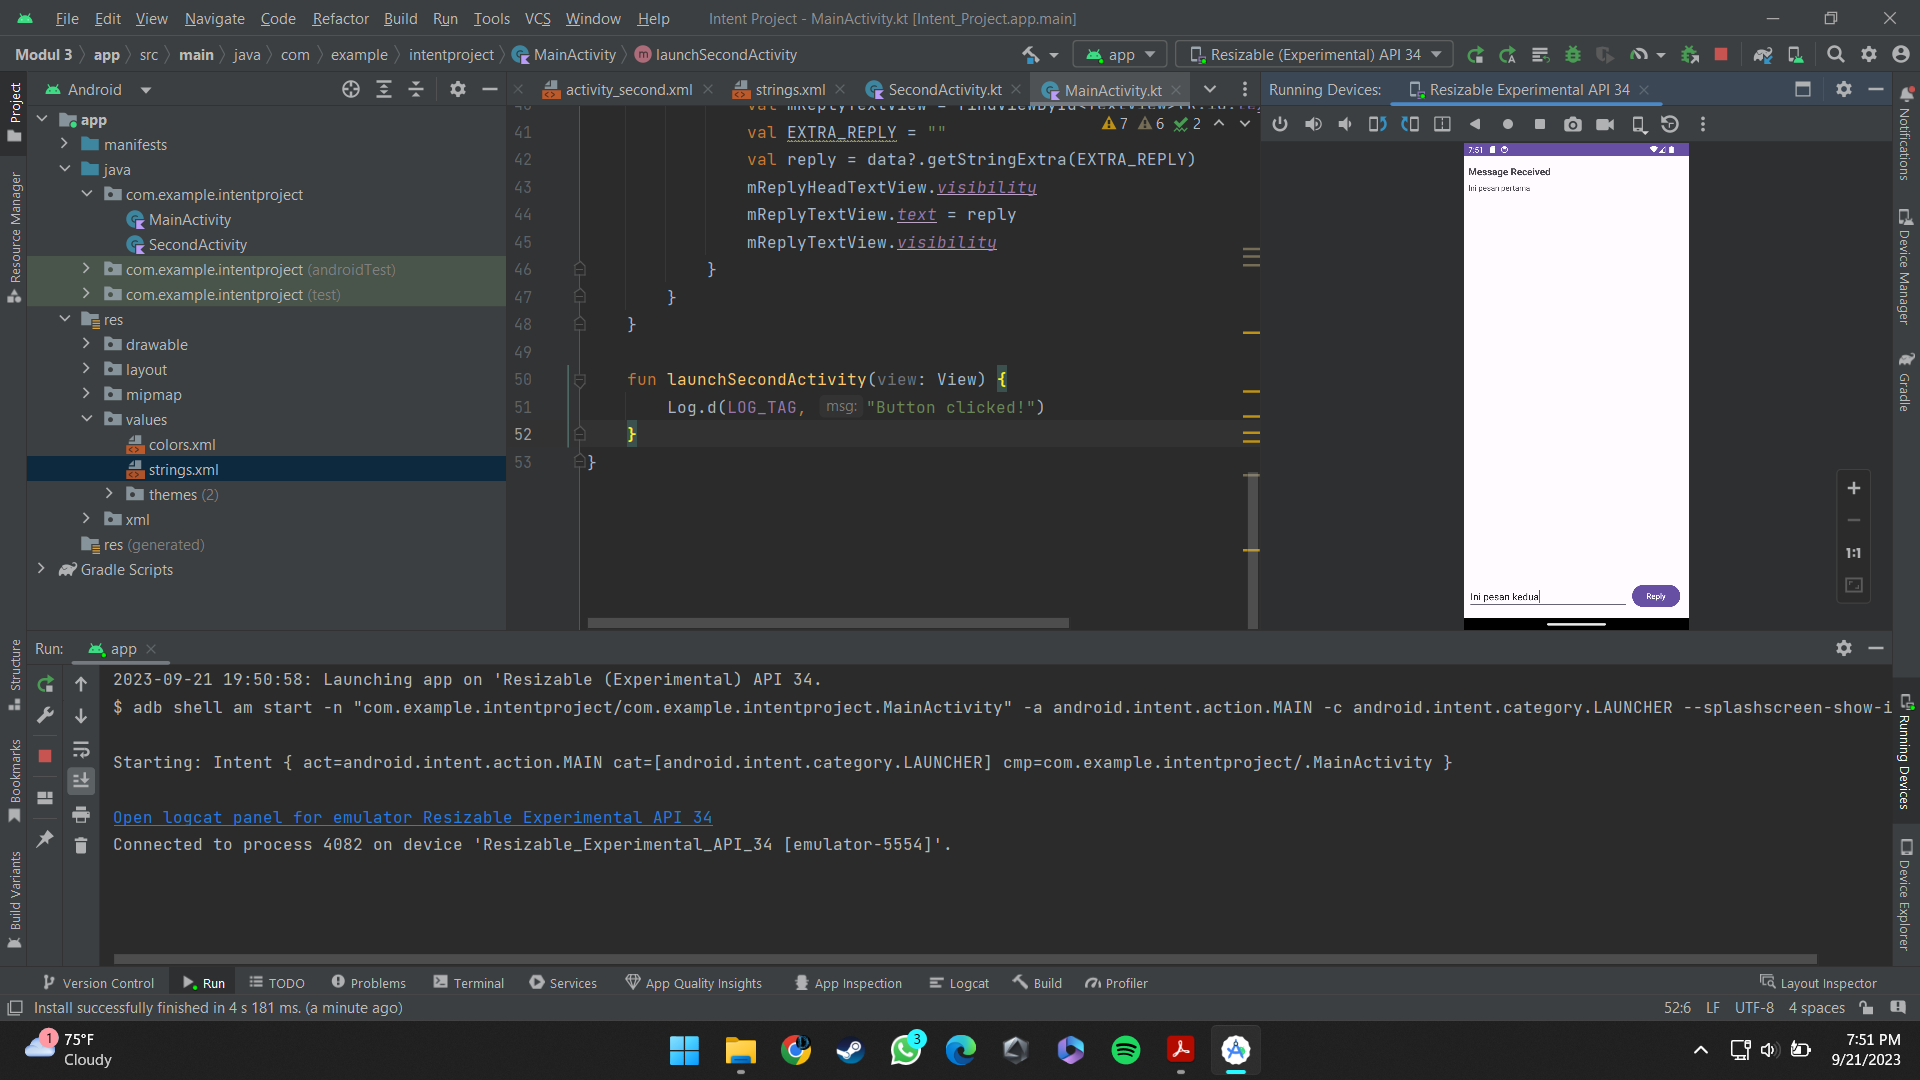 File Edit View Navigate Code Refactor Build Run Tools VCS Window Help Intent Project - MainActivity.kt [Intent_Project.app.main]
Modul 3 app src main java com example intentproject MainActivity launchSecondActivity app Resizable (Experimental) API 34
Android
activity_second.xml strings.xml SecondActivity.kt MainActivity.kt
Running Devices: Resizable Experimental API 34
Project
Resource Manager
Structure
Bookmarks
Build Variants
app
manifests
java
com.example.intentproject
MainActivity
SecondActivity
com.example.intentproject (androidTest)
com.example.intentproject (test)
res
drawable
layout
mipmap
values
colors.xml
strings.xml
themes (2)
xml
res (generated)
Gradle Scripts
7 6 2
41 val EXTRA_REPLY = ""
42 val reply = data?.getStringExtra(EXTRA_REPLY)
43 mReplyHeadTextView.visibility
44 mReplyTextView.text = reply
45 mReplyTextView.visibility
46 }
47 }
48 }
49
50 fun launchSecondActivity(view: View) {
51 Log.d(LOG_TAG, msg: "Button clicked!")
52 }
53 }
7:51
Message Received
Ini pesan pertama
Ini pesan kedua
Reply
1:1
Notifications
Device Manager
Gradle
Running Devices
Device Explorer
Run: app
2023-09-21 19:50:58: Launching app on 'Resizable (Experimental) API 34.
$ adb shell am start -n "com.example.intentproject/com.example.intentproject.MainActivity" -a android.intent.action.MAIN -c android.intent.category.LAUNCHER --splashscreen-show-i
Starting: Intent { act=android.intent.action.MAIN cat=[android.intent.category.LAUNCHER] cmp=com.example.intentproject/.MainActivity }
Open logcat panel for emulator Resizable Experimental API 34
Connected to process 4082 on device 'Resizable_Experimental_API_34 [emulator-5554]'.
Version Control Run TODO Problems Terminal Services App Quality Insights App Inspection Logcat Build Profiler Layout Inspector
Install successfully finished in 4 s 181 ms. (a minute ago) 52:6 LF UTF-8 4 spaces
1
75°F
Cloudy
3
7:51 PM
9/21/2023